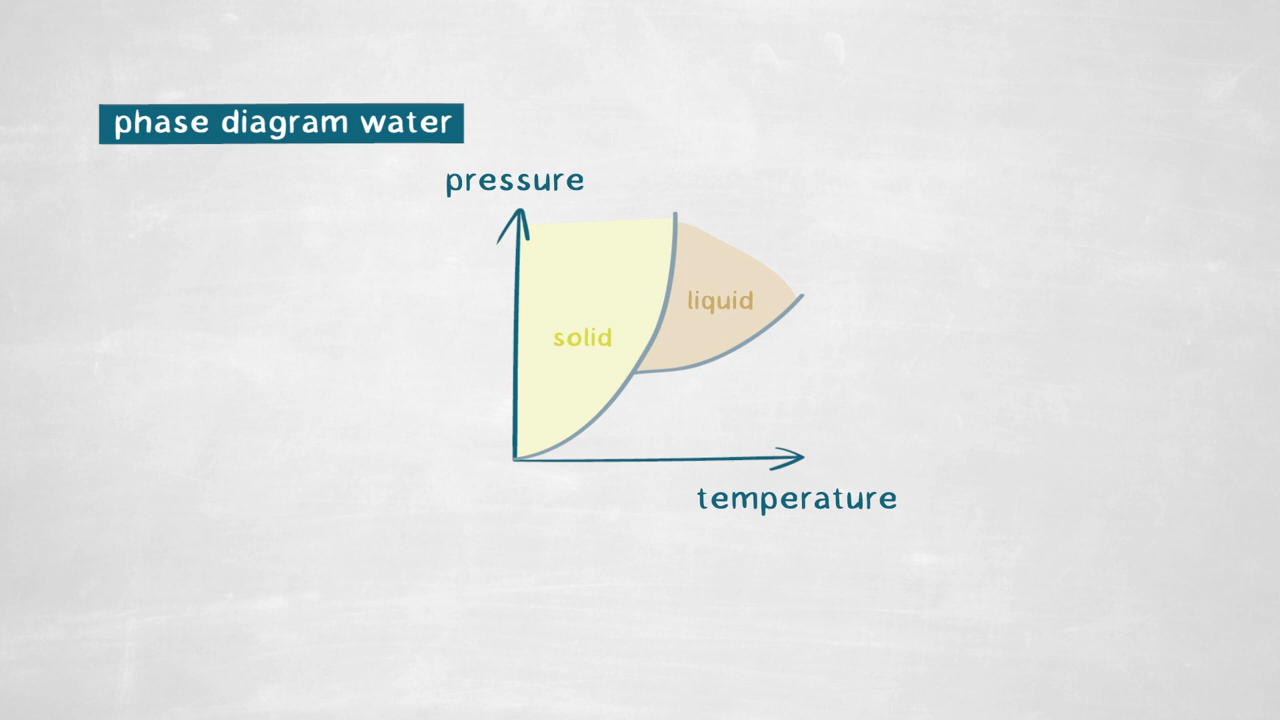 phase diagram water
pressure
liquid
solid
temperature